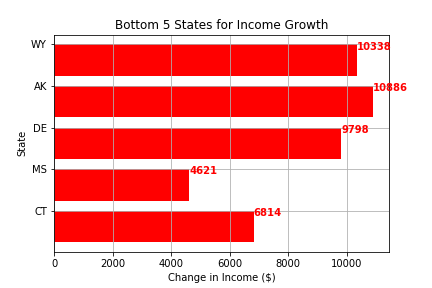 Bottom 5 States for Income Growth
WY
10338
AK
10886
DE
9798
MS
4621
CT
6814
State
0 2000 4000 6000 8000 10000
Change in Income ($)